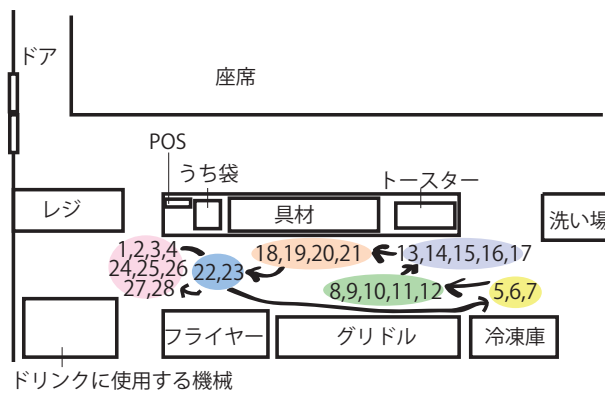 ドア
座席
POS
うち袋
トースター
レジ
具材
洗い場
1,2,3,4
24,25,26
27,28
22,23
18,19,20,21
13,14,15,16,17
8,9,10,11,12
5,6,7
フライヤー
グリドル
冷凍庫
ドリンクに使用する機械